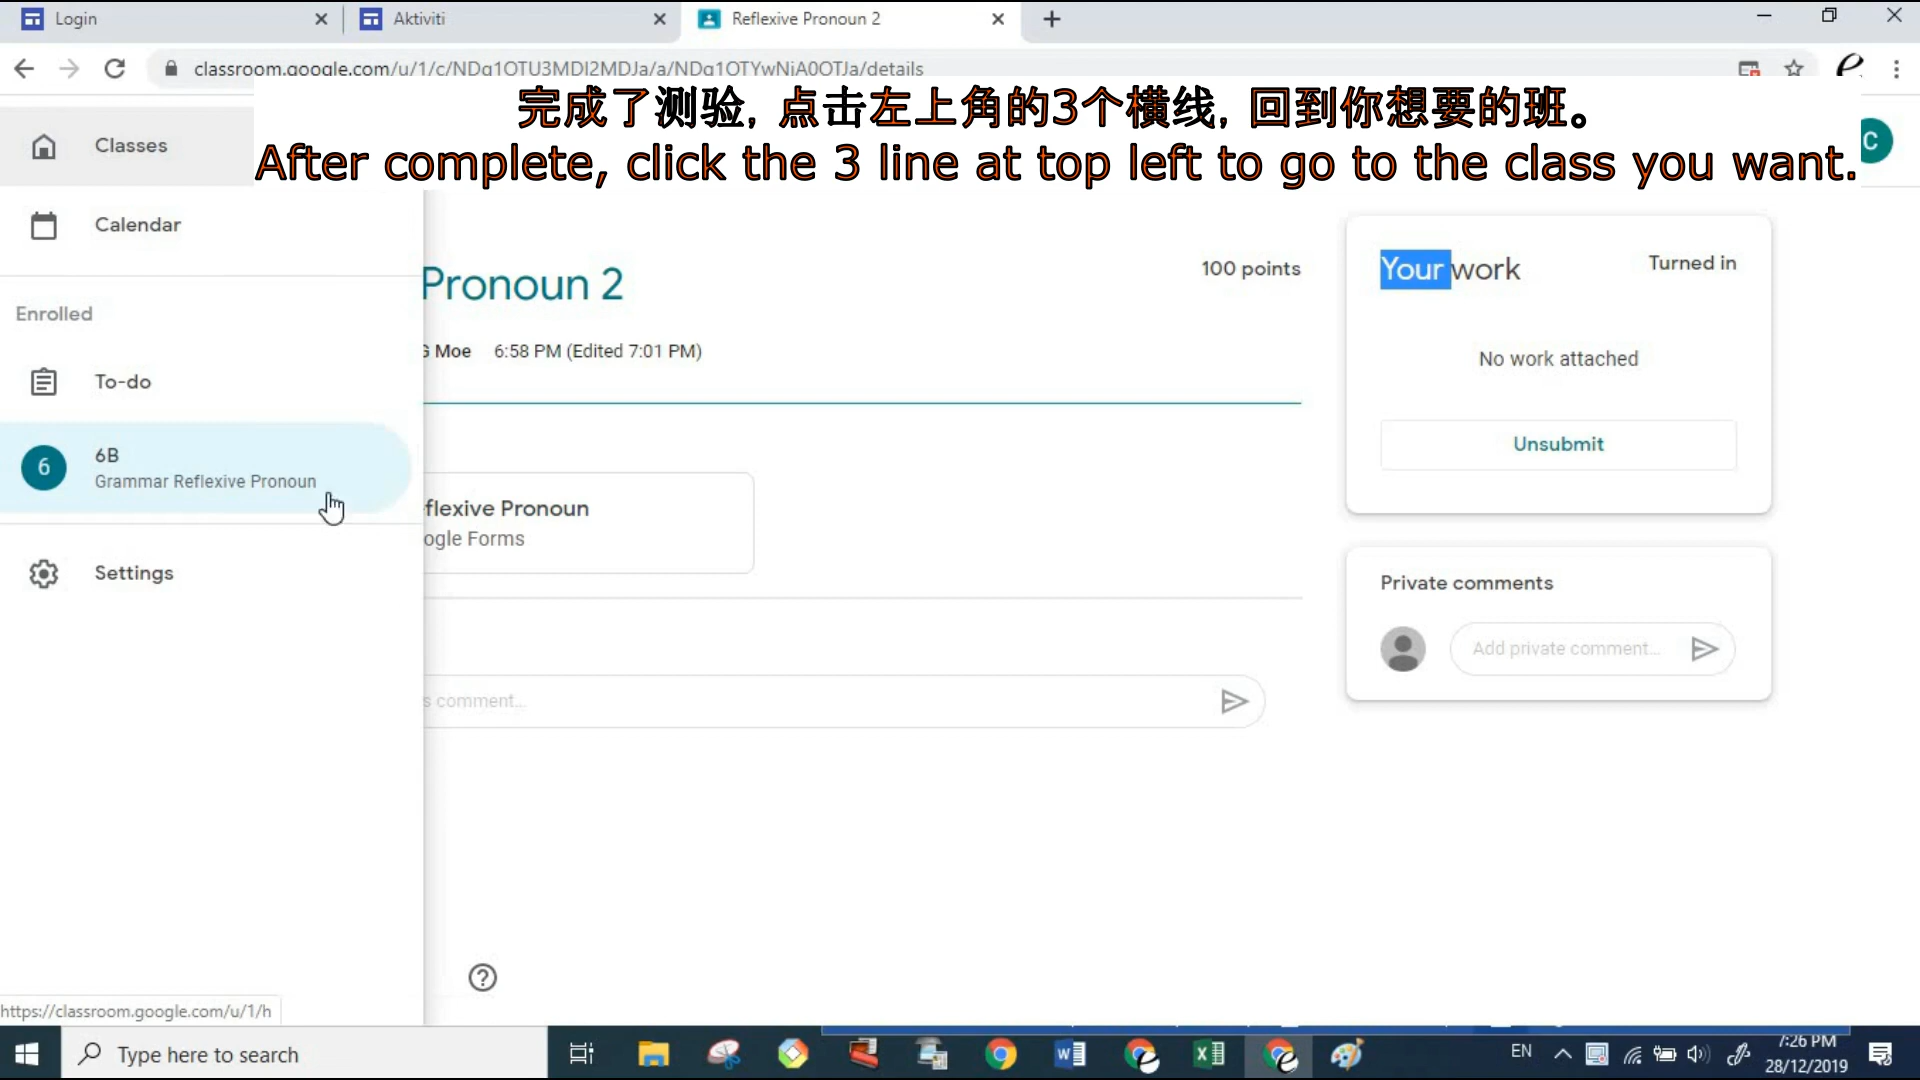 Login
Aktiviti
Reflexive Pronoun 2
classroom.google.com/u/1/c/NDg1OTU3MDI2MDJa/a/NDg1OTYwNjA0OTJa/details
完成了测验, 点击左上角的3个横线, 回到你想要的班。
After complete, click the 3 line at top left to go to the class you want.
Classes
C
Calendar
Enrolled
To-do
6
6B
Grammar Reflexive Pronoun
Settings
Pronoun 2
100 points
Moe 6:58 PM (Edited 7:01 PM)
flexive Pronoun
ogle Forms
comment...
Your work
Turned in
No work attached
Unsubmit
Private comments
Add private comment...
https://classroom.google.com/u/1/h
Type here to search
EN
7:26 PM
28/12/2019